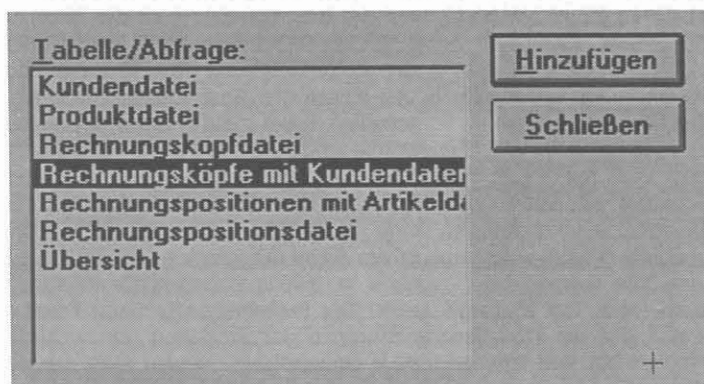 Tabelle/Abfrage:
Hinzufügen
Kundendatei
Produktdatei
Schließen
Rechnungskopfdatei
Rechnungsköpfe mit Kundendaten
Rechnungspositionen mit Artikelda
Rechnungspositionsdatei
Übersicht